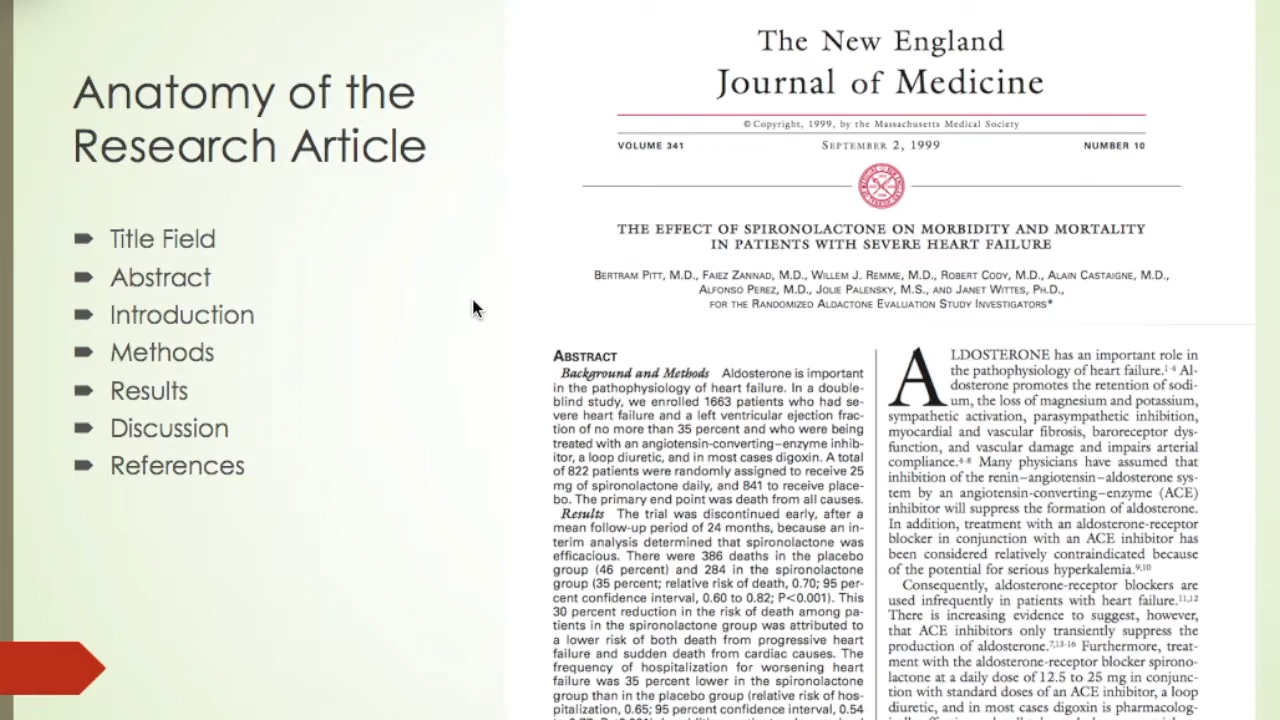 Anatomy of the
Research Article
Title Field
Abstract
Introduction
Methods
Results
Discussion
References
The New England
Journal of Medicine
© Copyright, 1999, by the Massachusetts Medical Society
VOLUME 341 SEPTEMBER 2, 1999 NUMBER 10
THE EFFECT OF SPIRONOLACTONE ON MORBIDITY AND MORTALITY
IN PATIENTS WITH SEVERE HEART FAILURE
BERTRAM PITT, M.D., FAIEZ ZANNAD, M.D., WILLEM J. REMME, M.D., ROBERT CODY, M.D., ALAIN CASTAIGNE, M.D.,
ALFONSO PEREZ, M.D., JOLIE PALENSKY, M.S., AND JANET WITTES, PH.D.,
FOR THE RANDOMIZED ALDACTONE EVALUATION STUDY INVESTIGATORS*
ABSTRACT
Background and Methods Aldosterone is important
in the pathophysiology of heart failure. In a double-
blind study, we enrolled 1663 patients who had se-
vere heart failure and a left ventricular ejection frac-
tion of no more than 35 percent and who were being
treated with an angiotensin-converting–enzyme inhib-
itor, a loop diuretic, and in most cases digoxin. A total
of 822 patients were randomly assigned to receive 25
mg of spironolactone daily, and 841 to receive place-
bo. The primary end point was death from all causes.
Results The trial was discontinued early, after a
mean follow-up period of 24 months, because an in-
terim analysis determined that spironolactone was
efficacious. There were 386 deaths in the placebo
group (46 percent) and 284 in the spironolactone
group (35 percent; relative risk of death, 0.70; 95 per-
cent confidence interval, 0.60 to 0.82; P<0.001). This
30 percent reduction in the risk of death among pa-
tients in the spironolactone group was attributed to
a lower risk of both death from progressive heart
failure and sudden death from cardiac causes. The
frequency of hospitalization for worsening heart
failure was 35 percent lower in the spironolactone
group than in the placebo group (relative risk of hos-
pitalization, 0.65; 95 percent confidence interval, 0.54
ALDOSTERONE has an important role in
the pathophysiology of heart failure.1-6 Al-
dosterone promotes the retention of sodi-
um, the loss of magnesium and potassium,
sympathetic activation, parasympathetic inhibition,
myocardial and vascular fibrosis, baroreceptor dys-
function, and vascular damage and impairs arterial
compliance.4-8 Many physicians have assumed that
inhibition of the renin–angiotensin–aldosterone sys-
tem by an angiotensin-converting–enzyme (ACE)
inhibitor will suppress the formation of aldosterone.
In addition, treatment with an aldosterone-receptor
blocker in conjunction with an ACE inhibitor has
been considered relatively contraindicated because
of the potential for serious hyperkalemia.9,10
Consequently, aldosterone-receptor blockers are
used infrequently in patients with heart failure.11,12
There is increasing evidence to suggest, however,
that ACE inhibitors only transiently suppress the
production of aldosterone.7,13-16 Furthermore, treat-
ment with the aldosterone-receptor blocker spirono-
lactone at a daily dose of 12.5 to 25 mg in conjunc-
tion with standard doses of an ACE inhibitor, a loop
diuretic, and in most cases digoxin is pharmacolog-